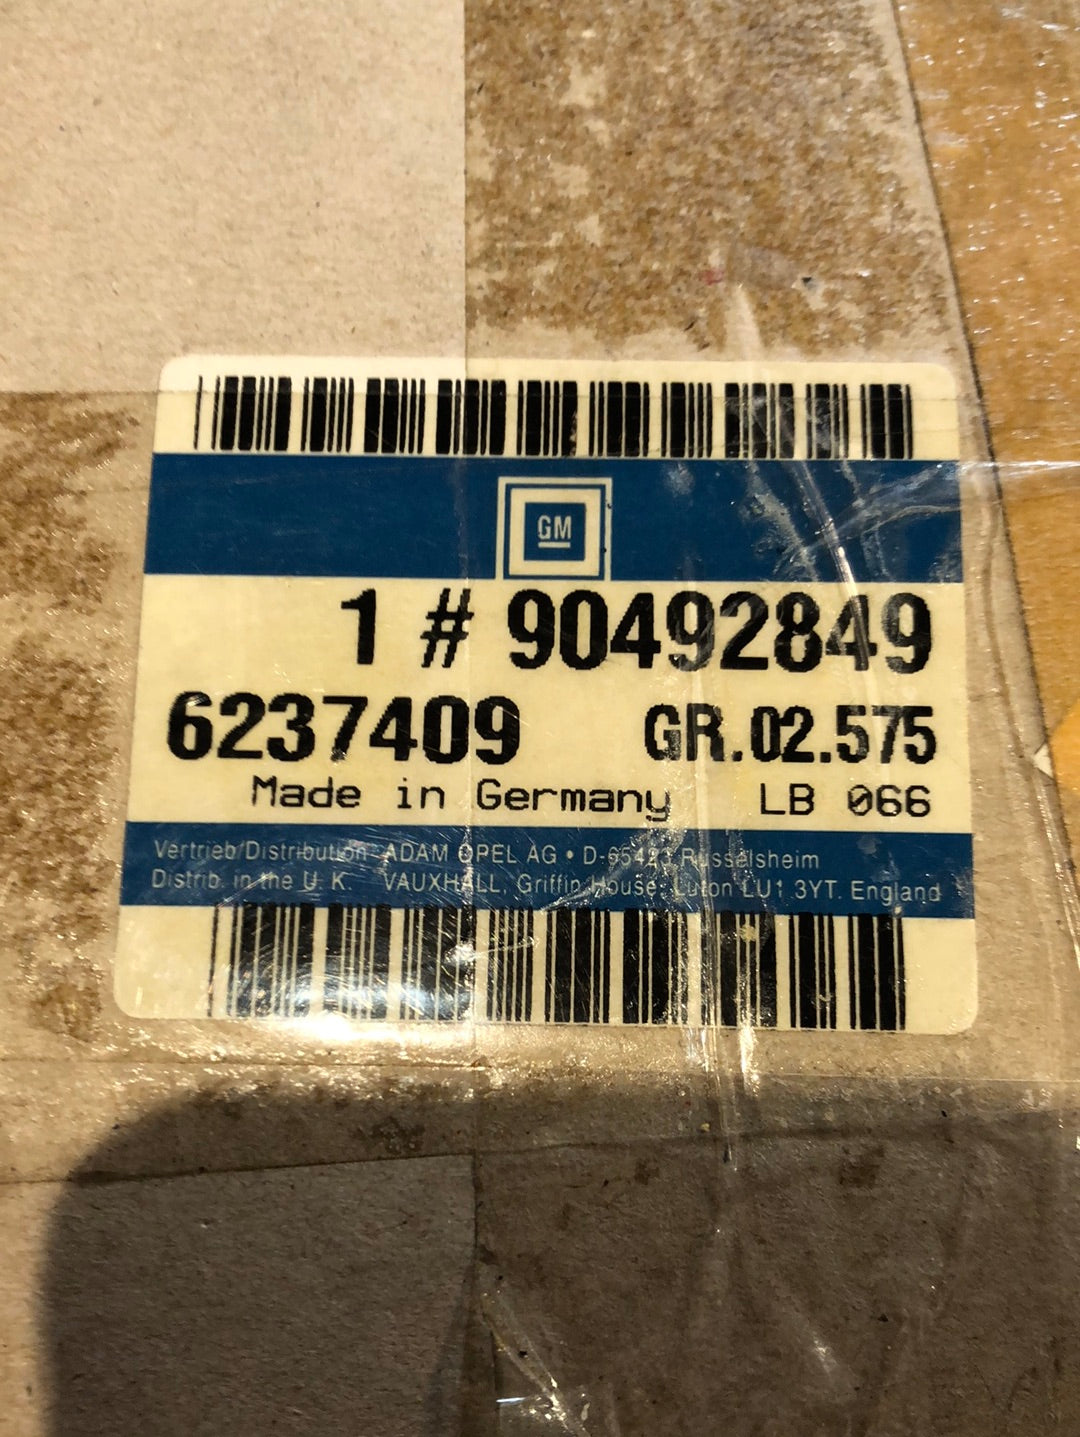 GM
1 # 90492849
6237409 GR.02.575
Made in Germany LB 066
Vertrieb/Distribution ADAM OPEL AG • D-65423 Rüsselsheim
Distrib. in the U. K. VAUXHALL, Griffin House, Luton LU1 3YT. England